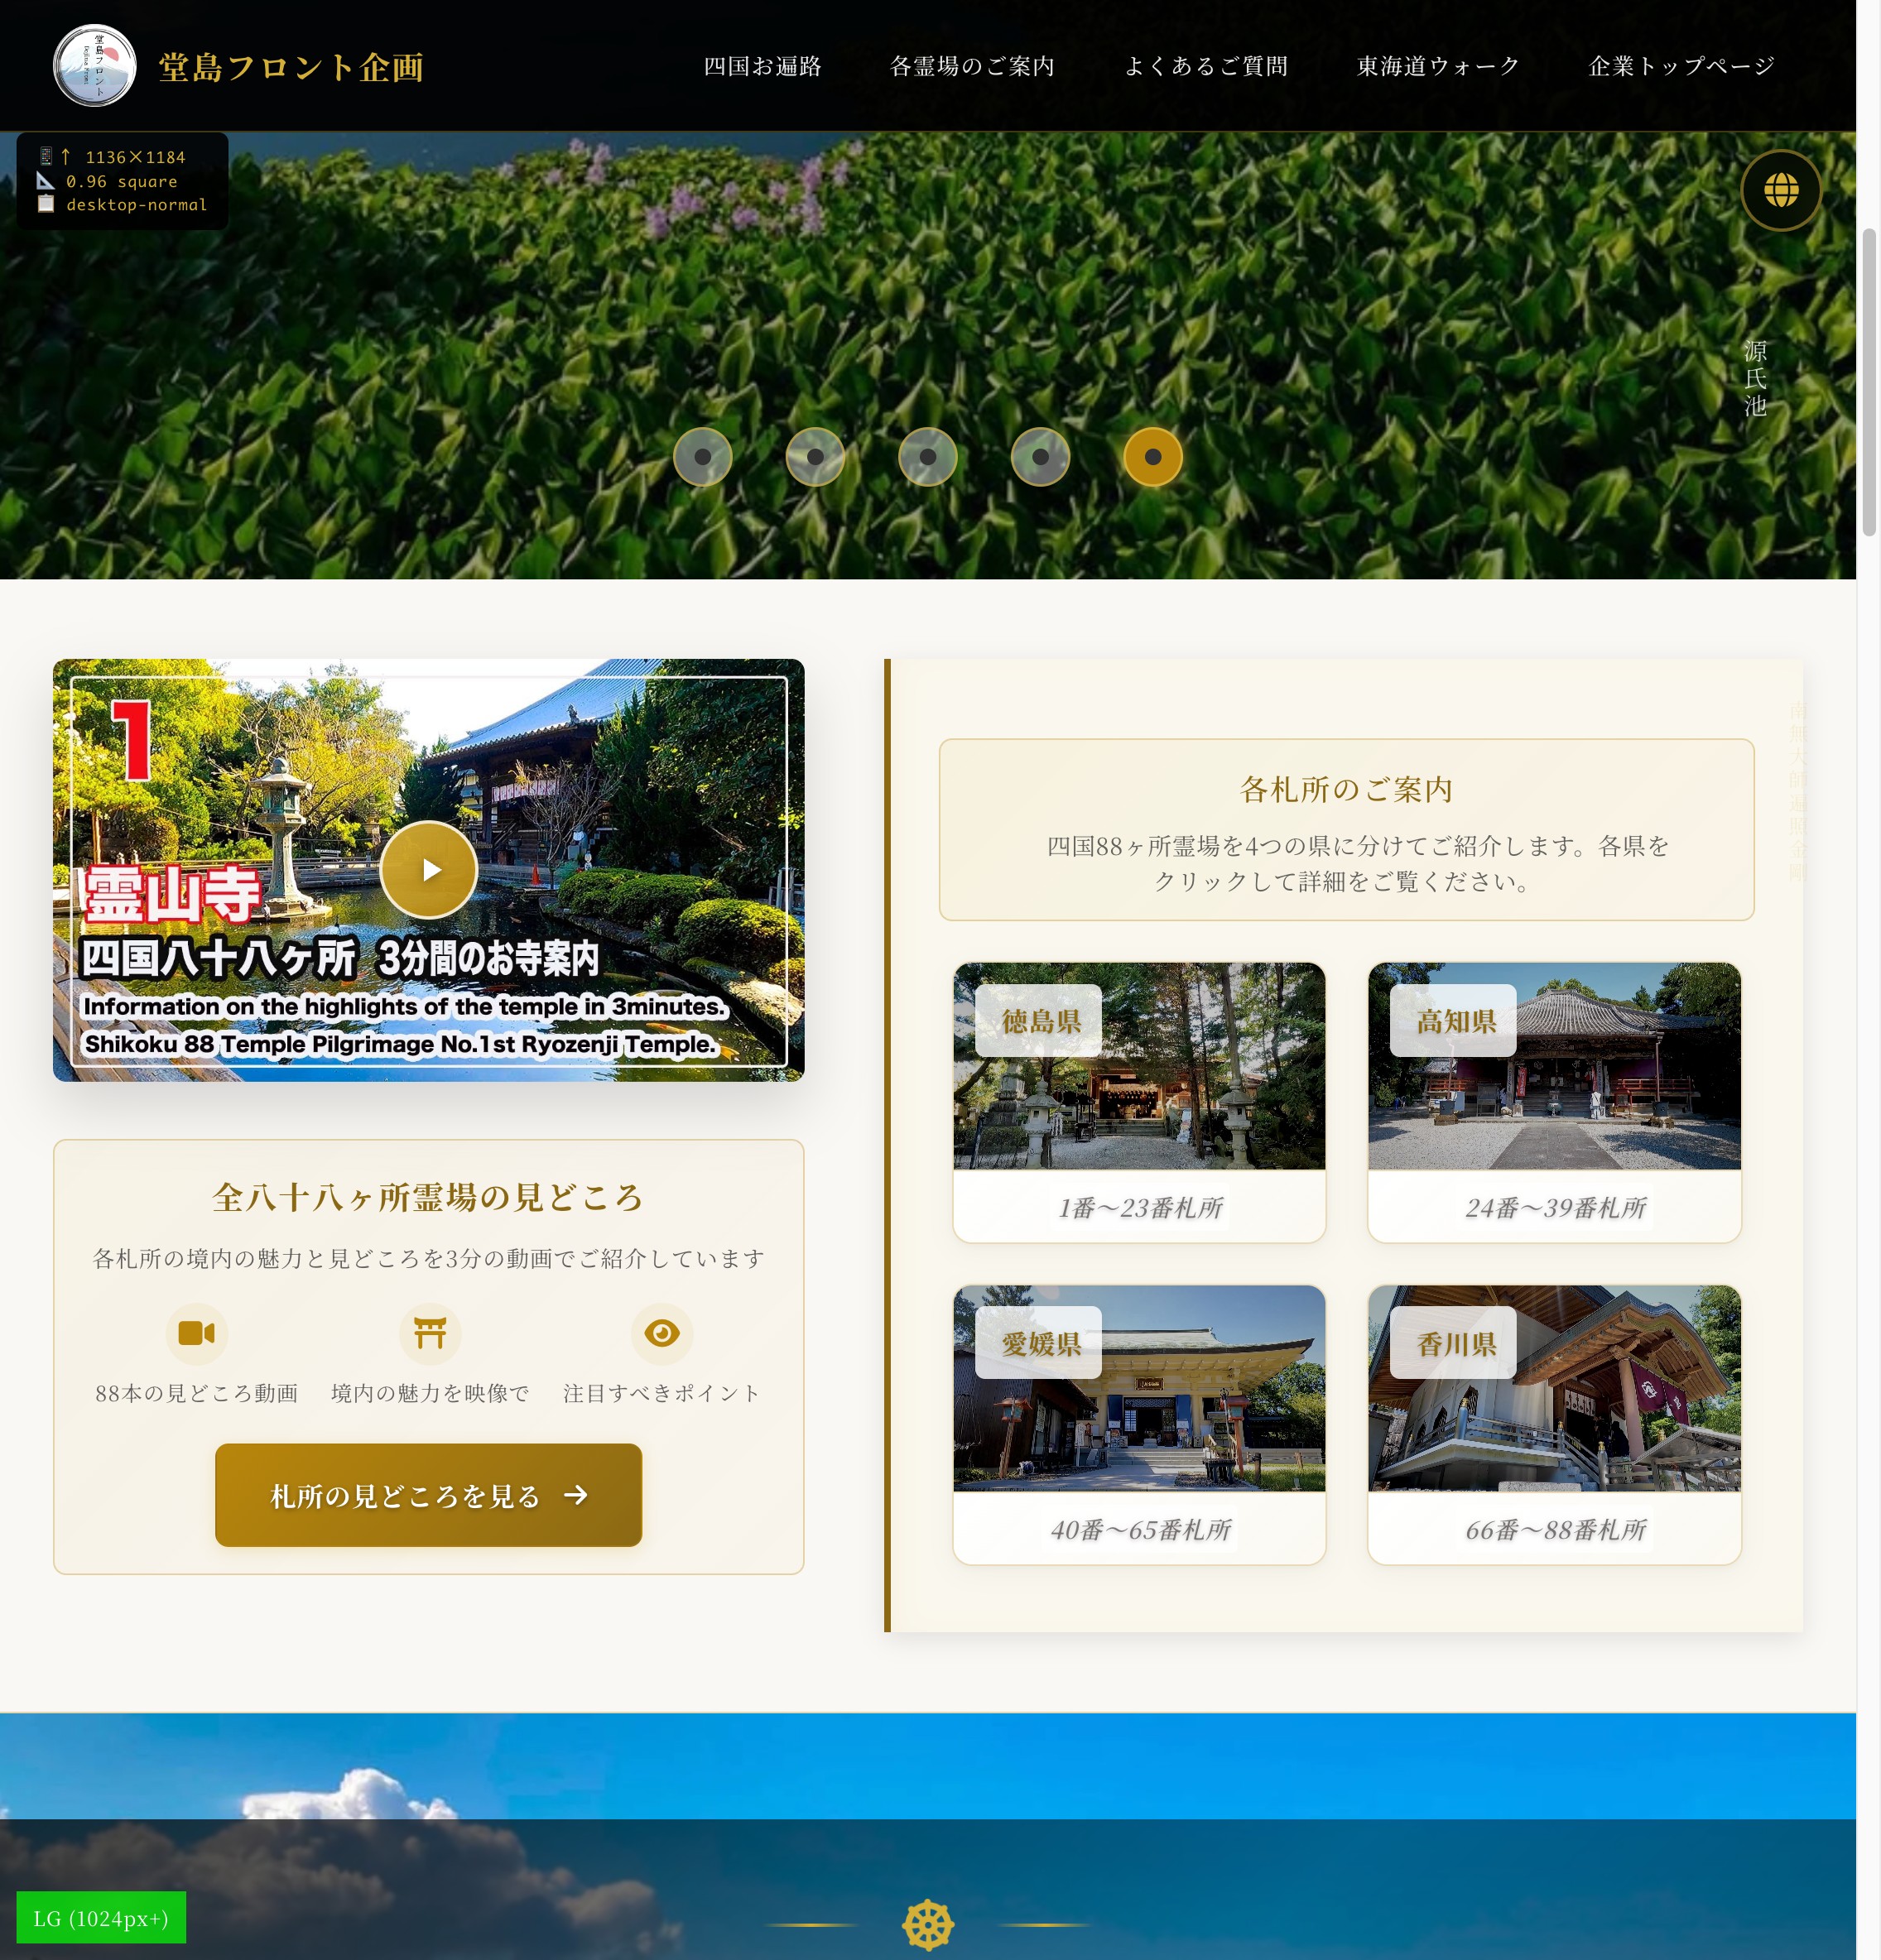 堂島フロント企画
四国お遍路
各霊場のご案内
よくあるご質問
東海道ウォーク
企業トップページ
1136×1184
0.96 square
desktop-normal
源氏池
1
霊山寺
四国八十八ヶ所 3分間のお寺案内
Information on the highlights of the temple in 3minutes.
Shikoku 88 Temple Pilgrimage No.1st Ryozenji Temple.
全八十八ヶ所霊場の見どころ
各札所の境内の魅力と見どころを3分の動画でご紹介しています
88本の見どころ動画
境内の魅力を映像で
注目すべきポイント
札所の見どころを見る
南無大師遍照金剛
各札所のご案内
四国88ヶ所霊場を4つの県に分けてご紹介します。各県を
クリックして詳細をご覧ください。
徳島県
1番〜23番札所
高知県
24番〜39番札所
愛媛県
40番〜65番札所
香川県
66番〜88番札所
LG (1024px+)